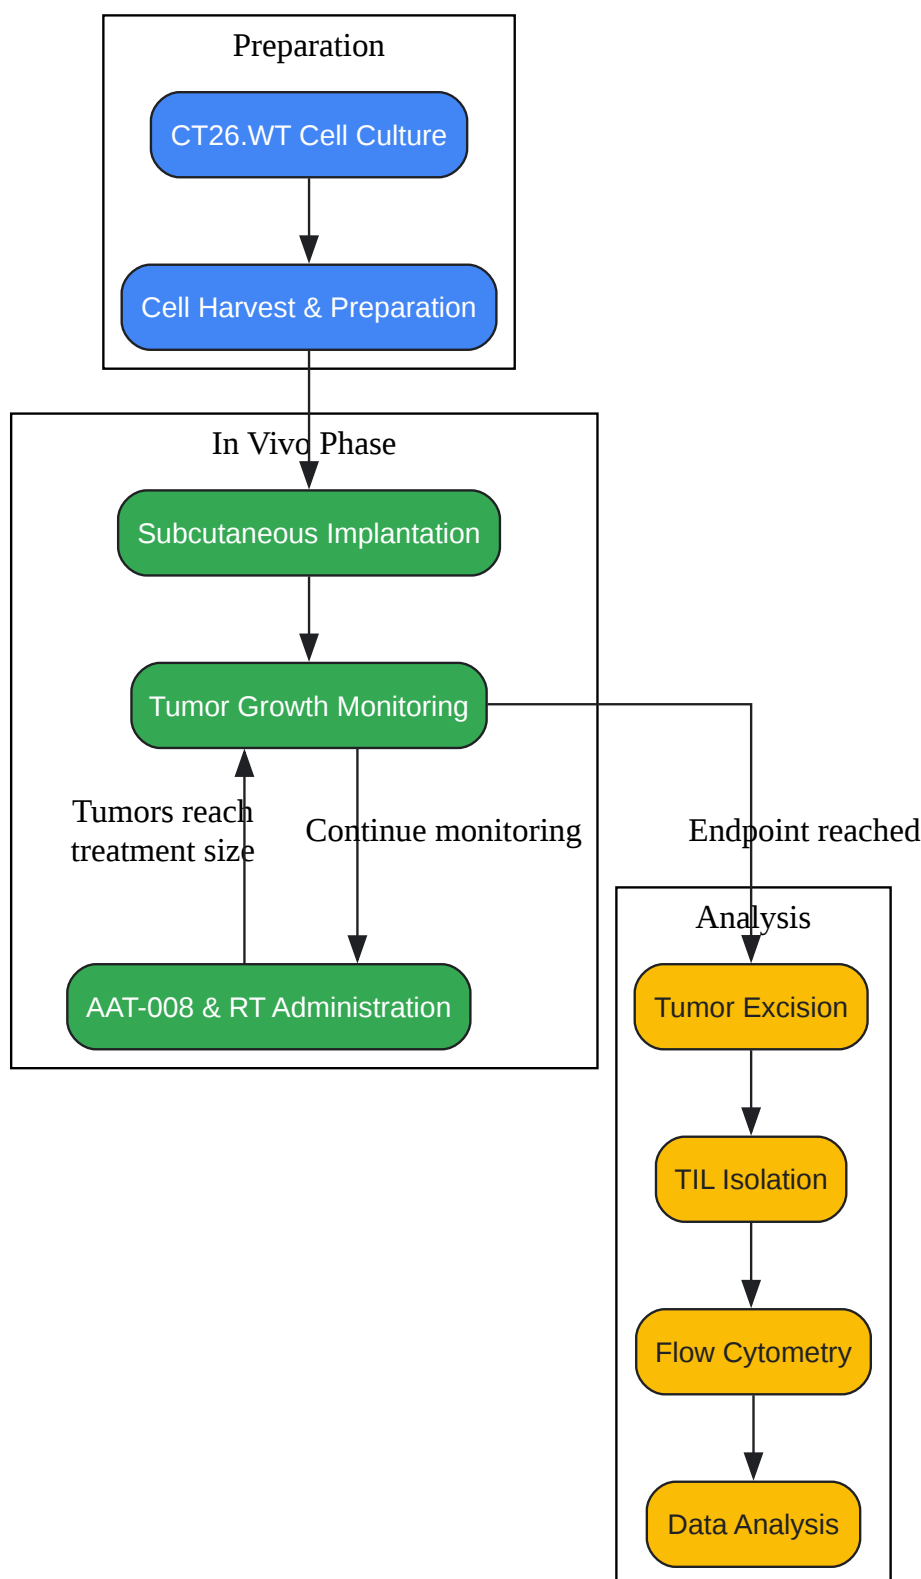 Preparation
CT26.WT Cell Culture
Cell Harvest & Preparation
In Vivo Phase
Subcutaneous Implantation
Tumor Growth Monitoring
Tumors reach
treatment size
Continue monitoring
Endpoint reached
Analysis
AAT-008 & RT Administration
Tumor Excision
TIL Isolation
Flow Cytometry
Data Analysis